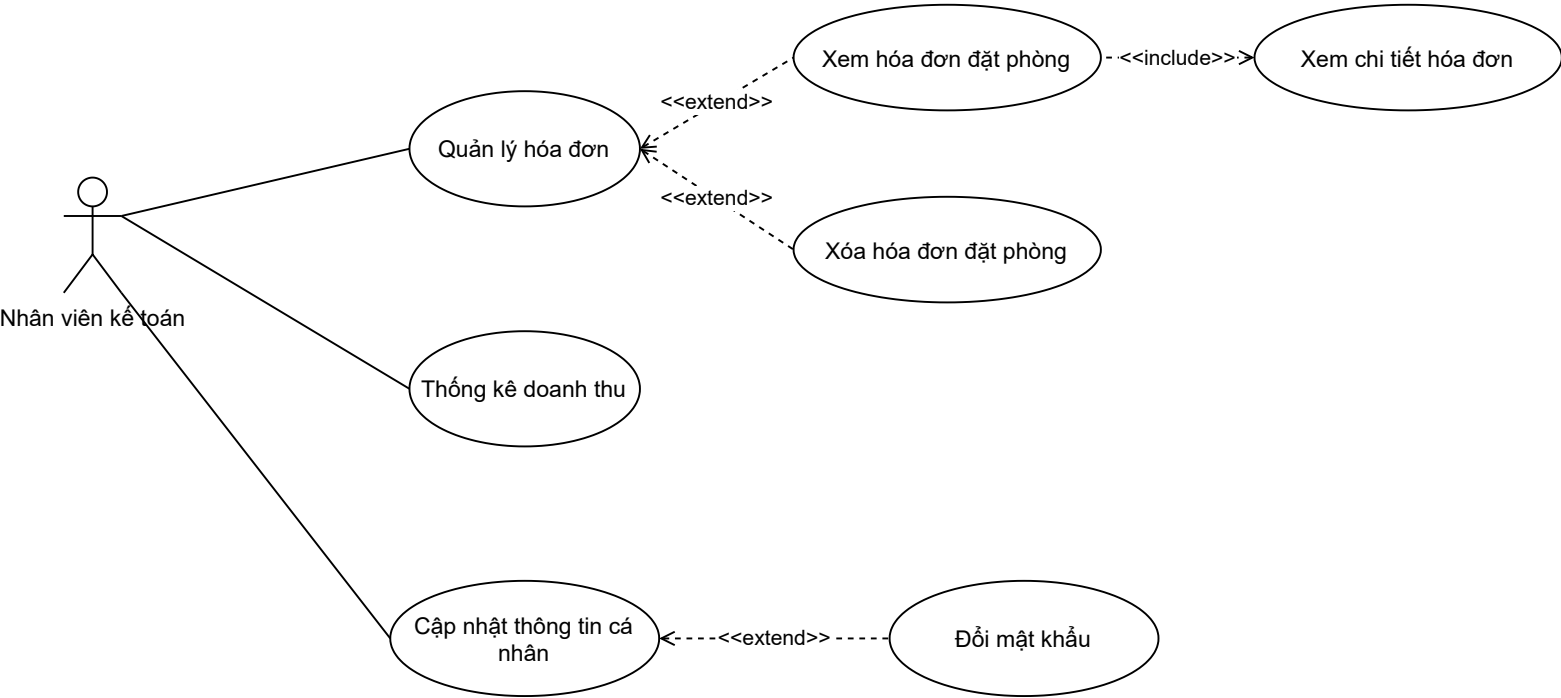 Xem hóa đơn đặt phòng
<<include>>
Xem chi tiết hóa đơn
<<extend>>
Quản lý hóa đơn
<<extend>>
Xóa hóa đơn đặt phòng
Nhân viên kế toán
Thống kê doanh thu
Cập nhật thông tin cá
nhân
<<extend>>
Đổi mật khẩu